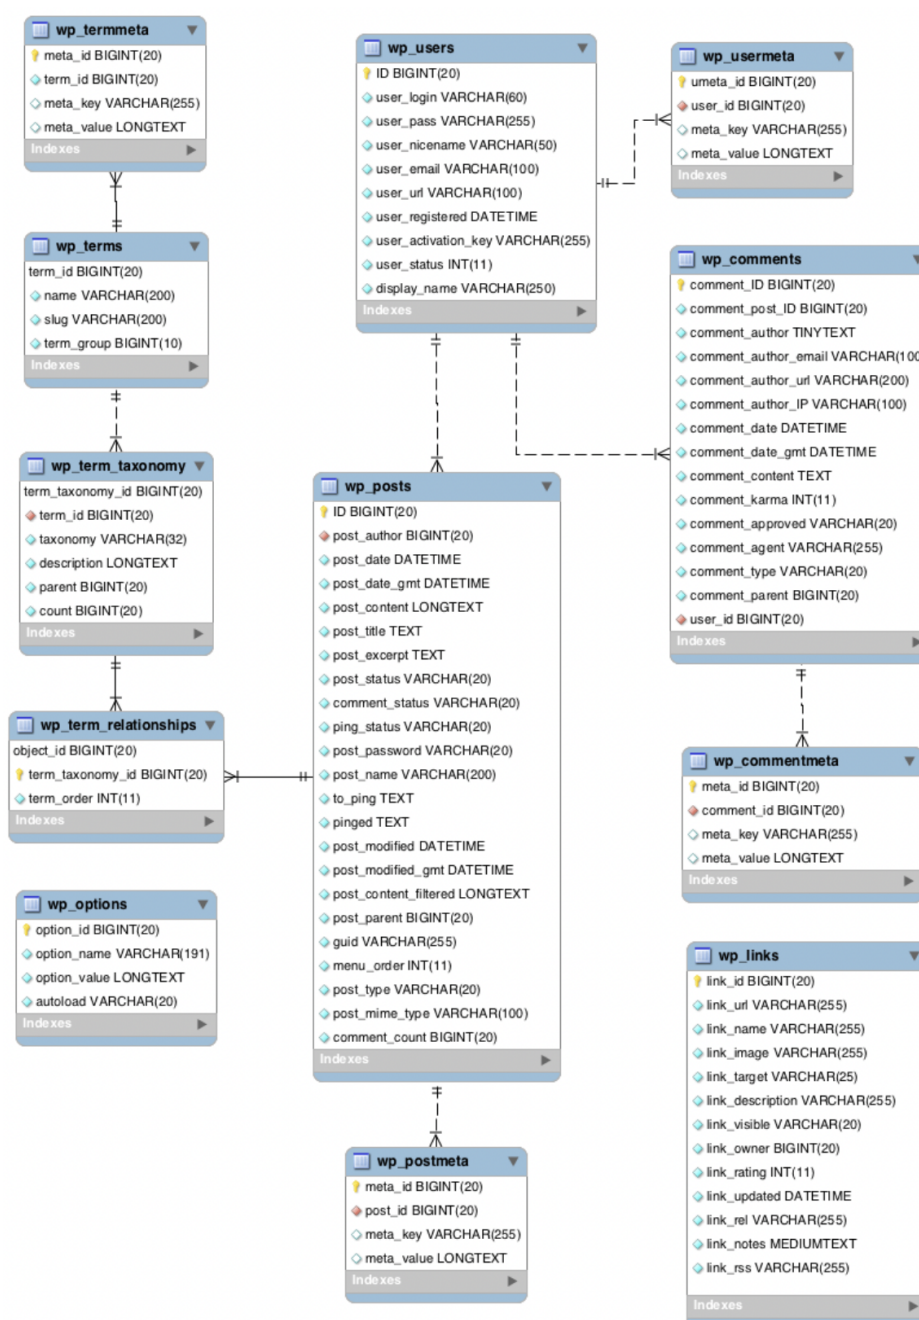 wp_termmeta
meta_id BIGINT(20)
term_id BIGINT(20)
meta_key VARCHAR(255)
meta_value LONGTEXT
Indexes
wp_terms
term_id BIGINT(20)
name VARCHAR(200)
slug VARCHAR(200)
term_group BIGINT(10)
Indexes
wp_term_taxonomy
term_taxonomy_id BIGINT(20)
term_id BIGINT(20)
taxonomy VARCHAR(32)
description LONGTEXT
parent BIGINT(20)
count BIGINT(20)
Indexes
wp_term_relationships
object_id BIGINT(20)
term_taxonomy_id BIGINT(20)
term_order INT(11)
Indexes
wp_options
option_id BIGINT(20)
option_name VARCHAR(191)
option_value LONGTEXT
autoload VARCHAR(20)
Indexes
wp_users
ID BIGINT(20)
user_login VARCHAR(60)
user_pass VARCHAR(255)
user_nicename VARCHAR(50)
user_email VARCHAR(100)
user_url VARCHAR(100)
user_registered DATETIME
user_activation_key VARCHAR(255)
user_status INT(11)
display_name VARCHAR(250)
Indexes
wp_posts
ID BIGINT(20)
post_author BIGINT(20)
post_date DATETIME
post_date_gmt DATETIME
post_content LONGTEXT
post_title TEXT
post_excerpt TEXT
post_status VARCHAR(20)
comment_status VARCHAR(20)
ping_status VARCHAR(20)
post_password VARCHAR(20)
post_name VARCHAR(200)
to_ping TEXT
pinged TEXT
post_modified DATETIME
post_modified_gmt DATETIME
post_content_filtered LONGTEXT
post_parent BIGINT(20)
guid VARCHAR(255)
menu_order INT(11)
post_type VARCHAR(20)
post_mime_type VARCHAR(100)
comment_count BIGINT(20)
Indexes
wp_postmeta
meta_id BIGINT(20)
post_id BIGINT(20)
meta_key VARCHAR(255)
meta_value LONGTEXT
Indexes
wp_usermeta
umeta_id BIGINT(20)
user_id BIGINT(20)
meta_key VARCHAR(255)
meta_value LONGTEXT
Indexes
wp_comments
comment_ID BIGINT(20)
comment_post_ID BIGINT(20)
comment_author TINYTEXT
comment_author_email VARCHAR(100
comment_author_url VARCHAR(200)
comment_author_IP VARCHAR(100)
comment_date DATETIME
comment_date_gmt DATETIME
comment_content TEXT
comment_karma INT(11)
comment_approved VARCHAR(20)
comment_agent VARCHAR(255)
comment_type VARCHAR(20)
comment_parent BIGINT(20)
user_id BIGINT(20)
Indexes
wp_commentmeta
meta_id BIGINT(20)
comment_id BIGINT(20)
meta_key VARCHAR(255)
meta_value LONGTEXT
Indexes
wp_links
link_id BIGINT(20)
link_url VARCHAR(255)
link_name VARCHAR(255)
link_image VARCHAR(255)
link_target VARCHAR(25)
link_description VARCHAR(255)
link_visible VARCHAR(20)
link_owner BIGINT(20)
link_rating INT(11)
link_updated DATETIME
link_rel VARCHAR(255)
link_notes MEDIUMTEXT
link_rss VARCHAR(255)
Indexes